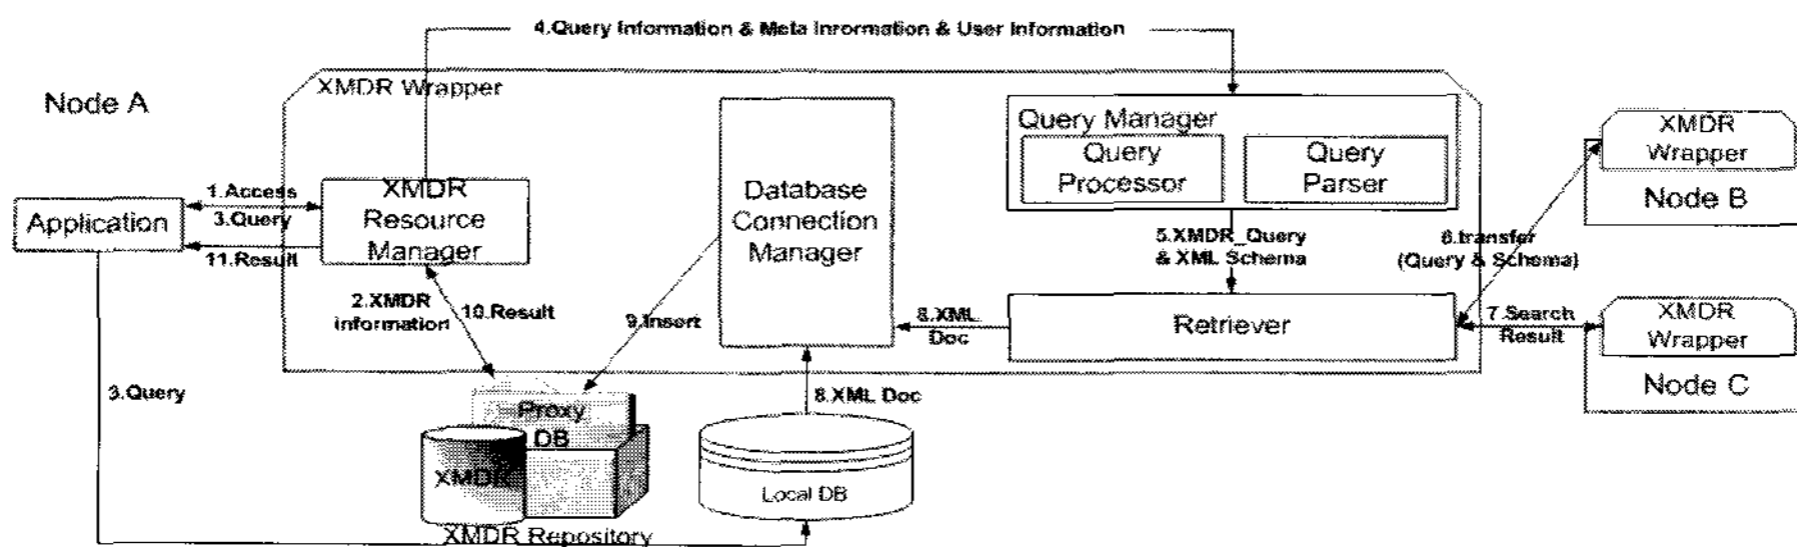 4.Query Information & Meta Inrormation & User Information
XMDR Wrapper
Node A
Query Manager
Query
Processor
Query
Parser
XMDR
Wrapper
Node B
1.Access
3.Query
11.Result
Application
XMDR
Resource
Manager
Database
Connection
Manager
5.XMDR_Query
& XML Schema
6.transfer
(Query & Schema)
2.XMDR
information
10.Result
9.Insert
8.XML
Doc
Retriever
7.Search
Result
XMDR
Wrapper
Node C
3.Query
8.XML Doc
Proxy
DB
XMDR
Local DB
XMDR Repository